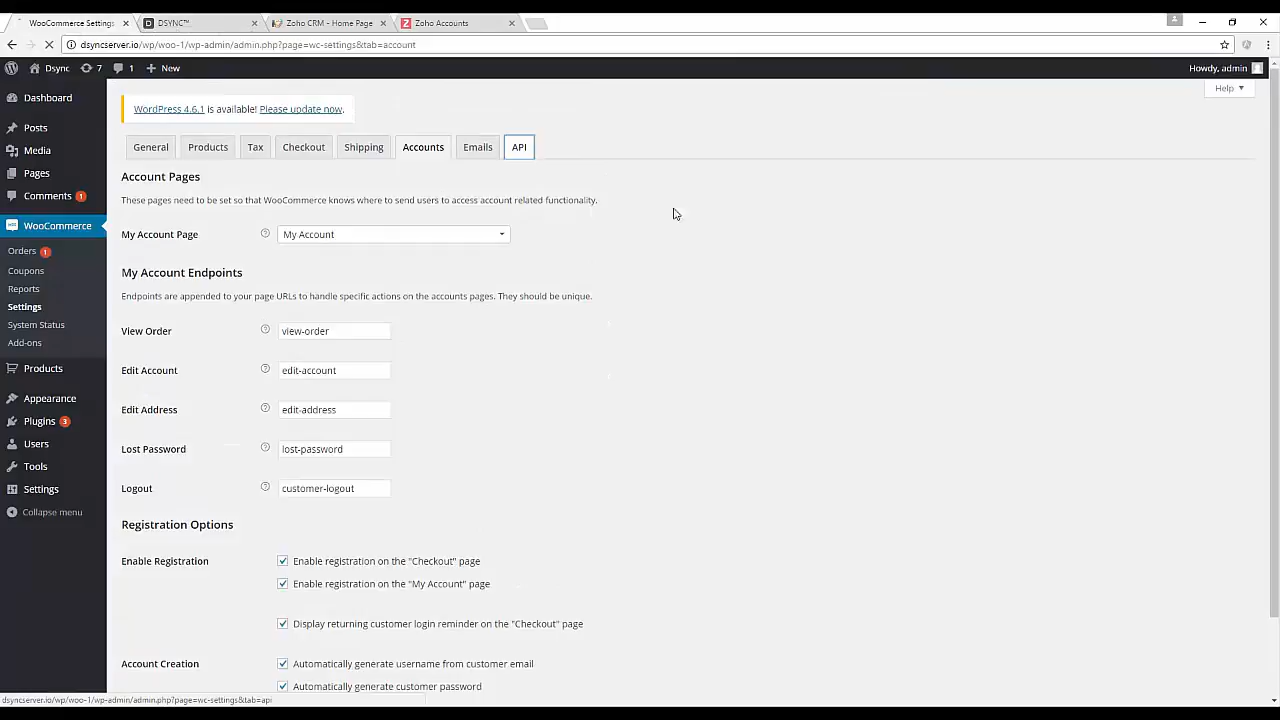 WooCommerce Settings
DSYNC™
Zoho CRM - Home Page
Zoho Accounts
dsyncserver.io/wp/woo-1/wp-admin/admin.php?page=wc-settings&tab=account
Dsync 7 1 New
Howdy, admin
Help
Dashboard
Posts
Media
Pages
Comments 1
WooCommerce
Orders 1
Coupons
Reports
Settings
System Status
Add-ons
Products
Appearance
Plugins 3
Users
Tools
Settings
Collapse menu
WordPress 4.6.1 is available! Please update now.
General Products Tax Checkout Shipping Accounts Emails API
Account Pages
These pages need to be set so that WooCommerce knows where to send users to access account related functionality.
My Account Page ? My Account
My Account Endpoints
Endpoints are appended to your page URLs to handle specific actions on the accounts pages. They should be unique.
View Order ? view-order
Edit Account ? edit-account
Edit Address ? edit-address
Lost Password ? lost-password
Logout ? customer-logout
Registration Options
Enable Registration Enable registration on the "Checkout" page
Enable registration on the "My Account" page
Display returning customer login reminder on the "Checkout" page
Account Creation Automatically generate username from customer email
Automatically generate customer password
dsyncserver.io/wp/woo-1/wp-admin/admin.php?page=wc-settings&tab=api